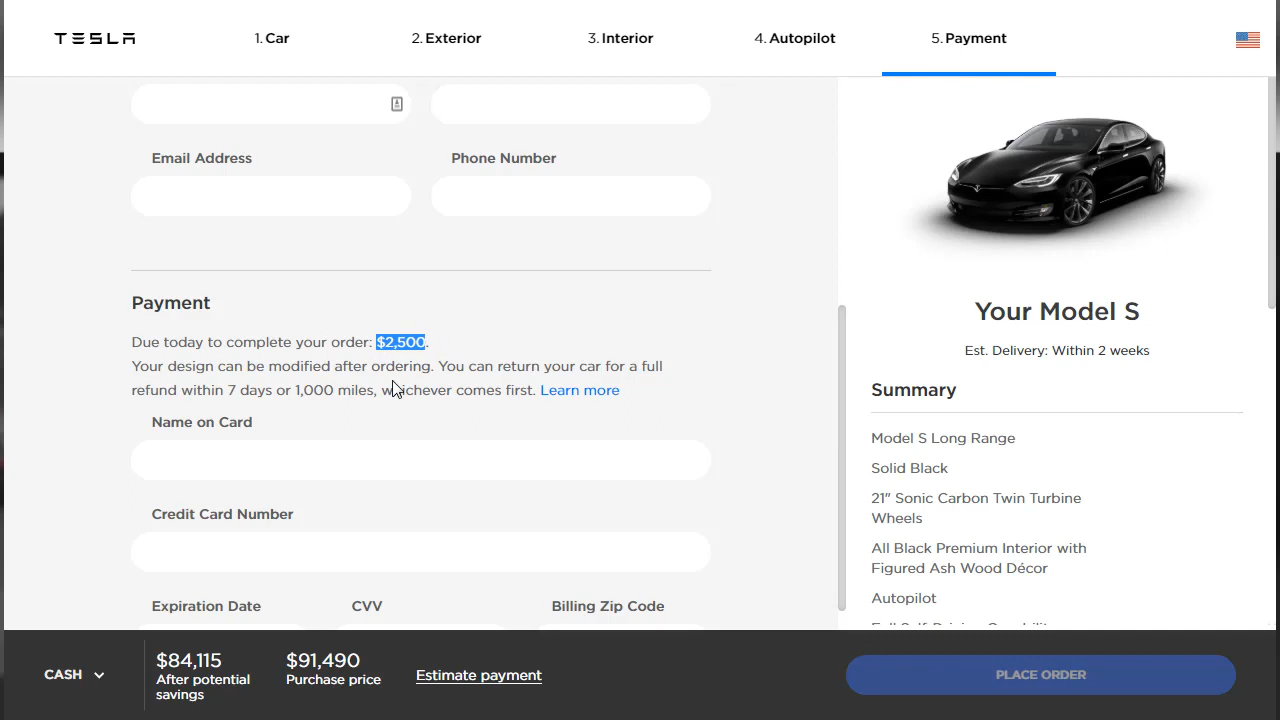 TESLA
1. Car
2. Exterior
3. Interior
4. Autopilot
5. Payment
Email Address
Phone Number
Payment
Due today to complete your order: $2,500.
Your design can be modified after ordering. You can return your car for a full
refund within 7 days or 1,000 miles, whichever comes first. Learn more
Name on Card
Credit Card Number
Expiration Date
CVV
Billing Zip Code
Your Model S
Est. Delivery: Within 2 weeks
Summary
Model S Long Range
Solid Black
21" Sonic Carbon Twin Turbine
Wheels
All Black Premium Interior with
Figured Ash Wood Décor
Autopilot
CASH
$84,115
After potential
savings
$91,490
Purchase price
Estimate payment
PLACE ORDER